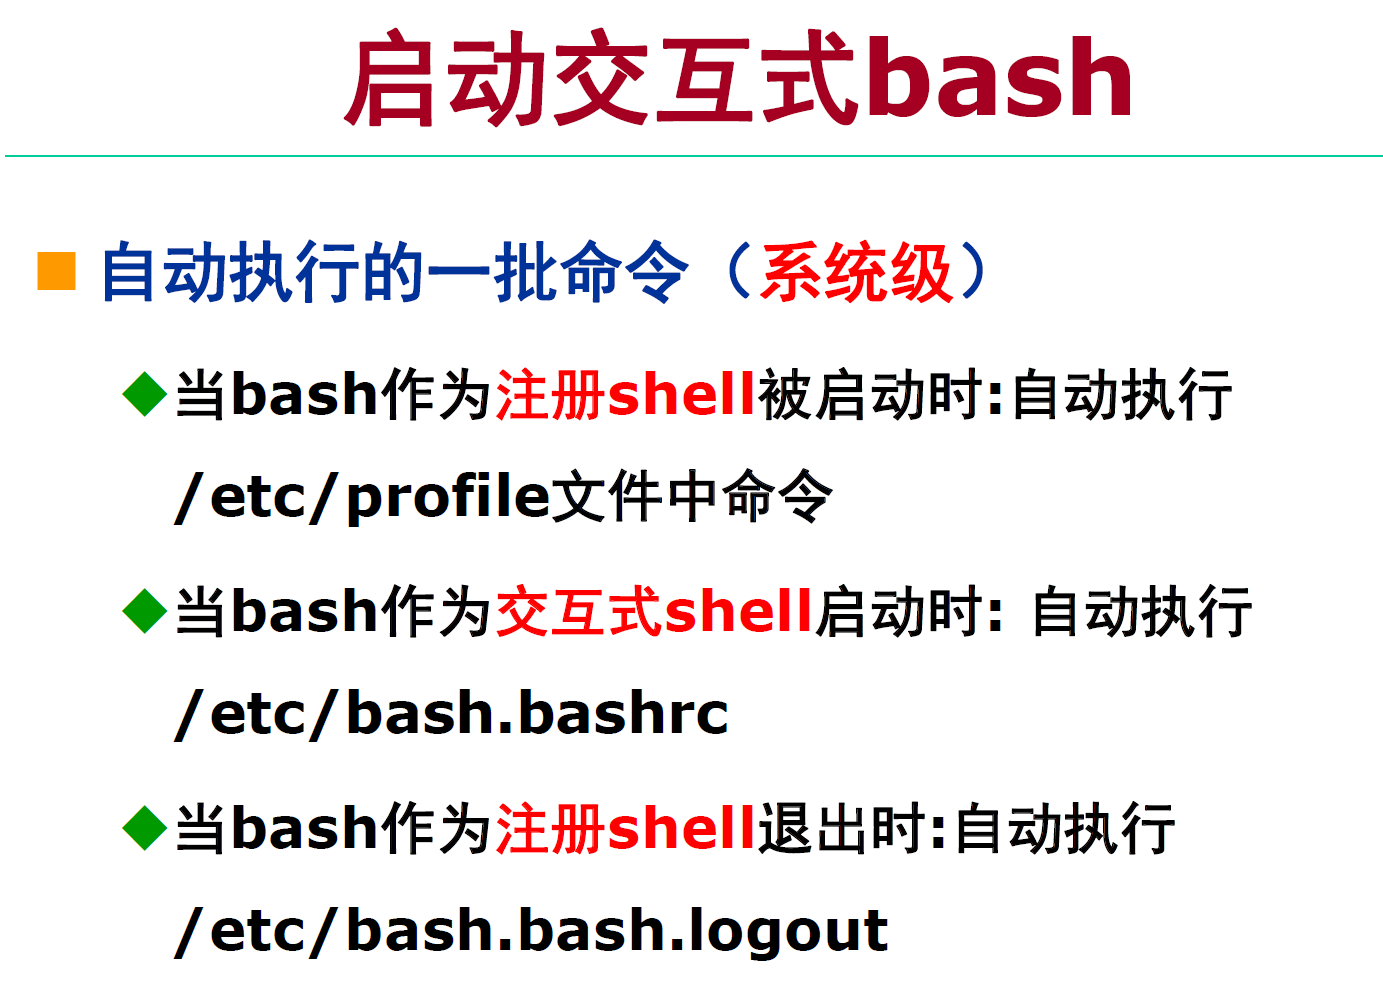 启动交互式bash
自动执行的一批命令（系统级）
当bash作为注册shell被启动时:自动执行
/etc/profile文件中命令
当bash作为交互式shell启动时: 自动执行
/etc/bash.bashrc
当bash作为注册shell退出时:自动执行
/etc/bash.bash.logout